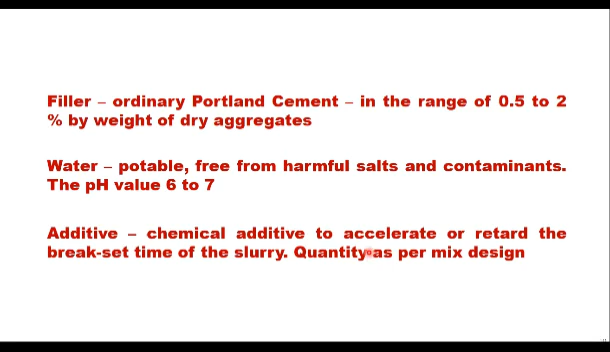 Filler – ordinary Portland Cement – in the range of 0.5 to 2
% by weight of dry aggregates
Water – potable, free from harmful salts and contaminants.
The pH value 6 to 7
Additive – chemical additive to accelerate or retard the
break-set time of the slurry. Quantity as per mix design